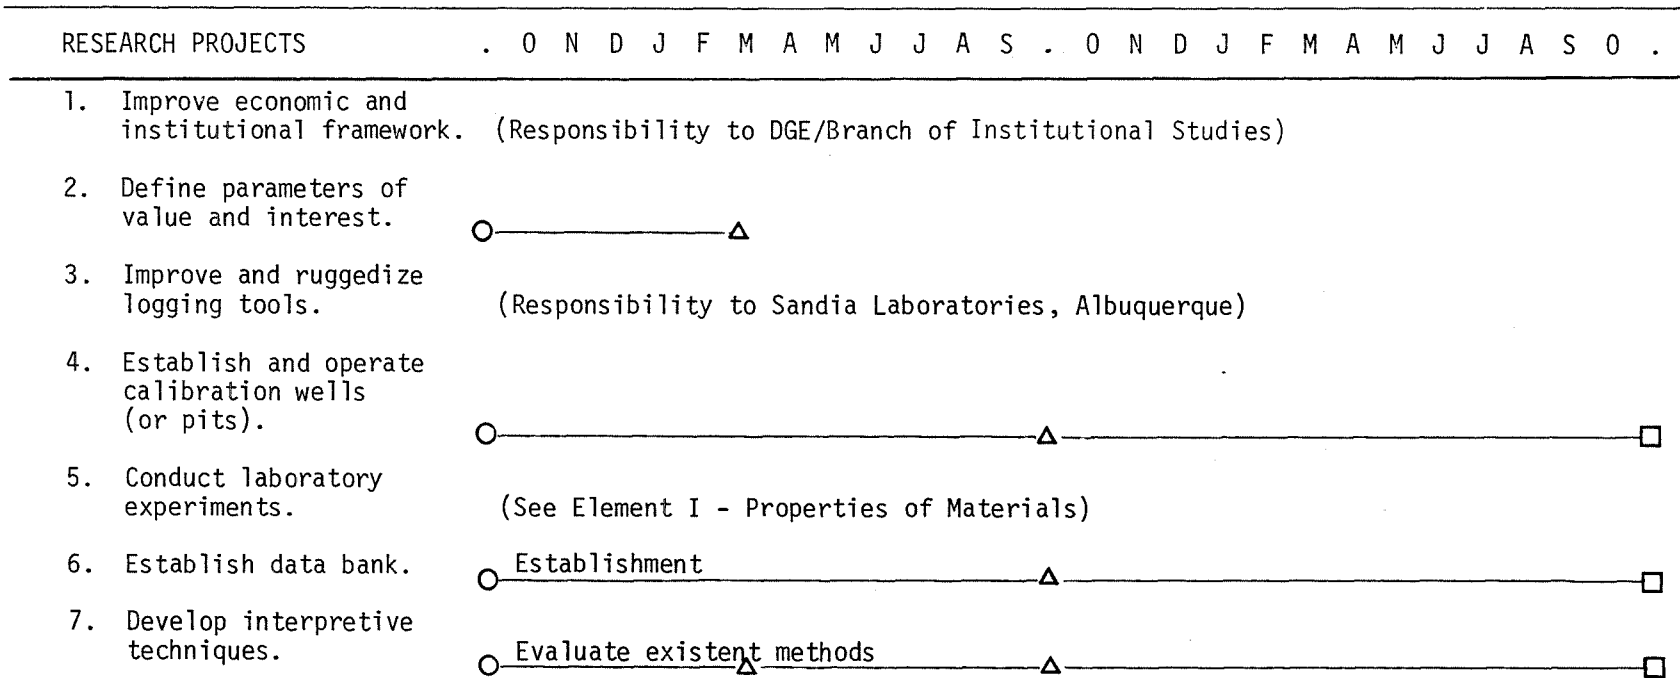 RESEARCH PROJECTS . O N D J F M A M J J A S . O N D J F M A M J J A S O .
1. Improve economic and
institutional framework. (Responsibility to DGE/Branch of Institutional Studies)
2. Define parameters of
value and interest.
3. Improve and ruggedize
logging tools. (Responsibility to Sandia Laboratories, Albuquerque)
4. Establish and operate
calibration wells
(or pits).
5. Conduct laboratory
experiments. (See Element I - Properties of Materials)
6. Establish data bank. Establishment
7. Develop interpretive
techniques. Evaluate existent methods